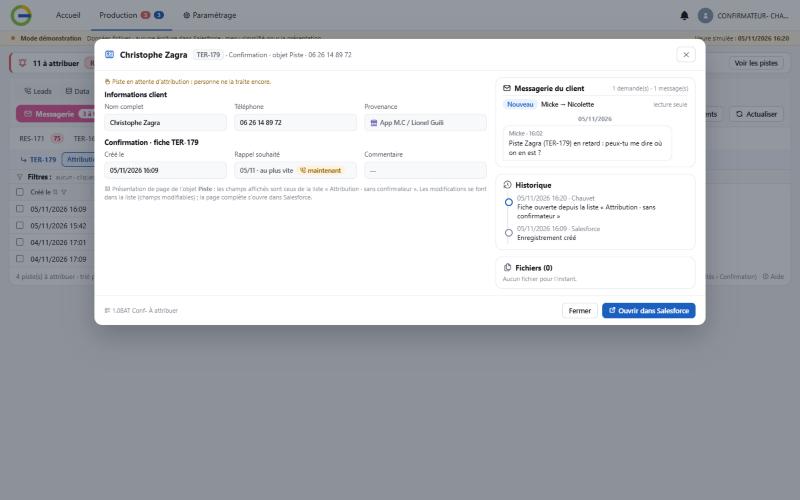 Accueil
Production 3 3
Paramétrage
CONFIRMATEUR- CHA...
Mode démonstration
Heure simulée : 05/11/2026 16:20
11 à attribuer
Voir les pistes
Leads
Data
Messagerie
Actualiser
RES-171 75
TER-179
Filtres :
Créé le
05/11/2026 16:09
05/11/2026 15:42
04/11/2026 17:01
04/11/2026 17:09
Aide
Christophe Zagra TER-179 · Confirmation · objet Piste · 06 26 14 89 72
Piste en attente d'attribution : personne ne la traite encore.
Informations client
Nom complet
Téléphone
Provenance
Christophe Zagra
06 26 14 89 72
App M.C / Lionel Guili
Confirmation · fiche TER-179
Créé le
Rappel souhaité
Commentaire
05/11/2026 16:09
05/11 · au plus vite maintenant
—
Présentation de page de l'objet Piste : les champs affichés sont ceux de la liste « Attribution · sans confirmateur ». Les modifications se font
dans la liste (champs modifiables) ; la page complète s'ouvre dans Salesforce.
Messagerie du client
1 demande(s) · 1 message(s)
Nouveau Micke → Nicolette
lecture seule
05/11/2026
Micke · 16:02
Piste Zagra (TER-179) en retard : peux-tu me dire où
on en est ?
Historique
05/11/2026 16:20 · Chauvet
Fiche ouverte depuis la liste « Attribution · sans
confirmateur »
05/11/2026 16:09 · Salesforce
Enregistrement créé
Fichiers (0)
Aucun fichier pour l'instant.
1.0BAT Conf- À attribuer
Fermer
Ouvrir dans Salesforce